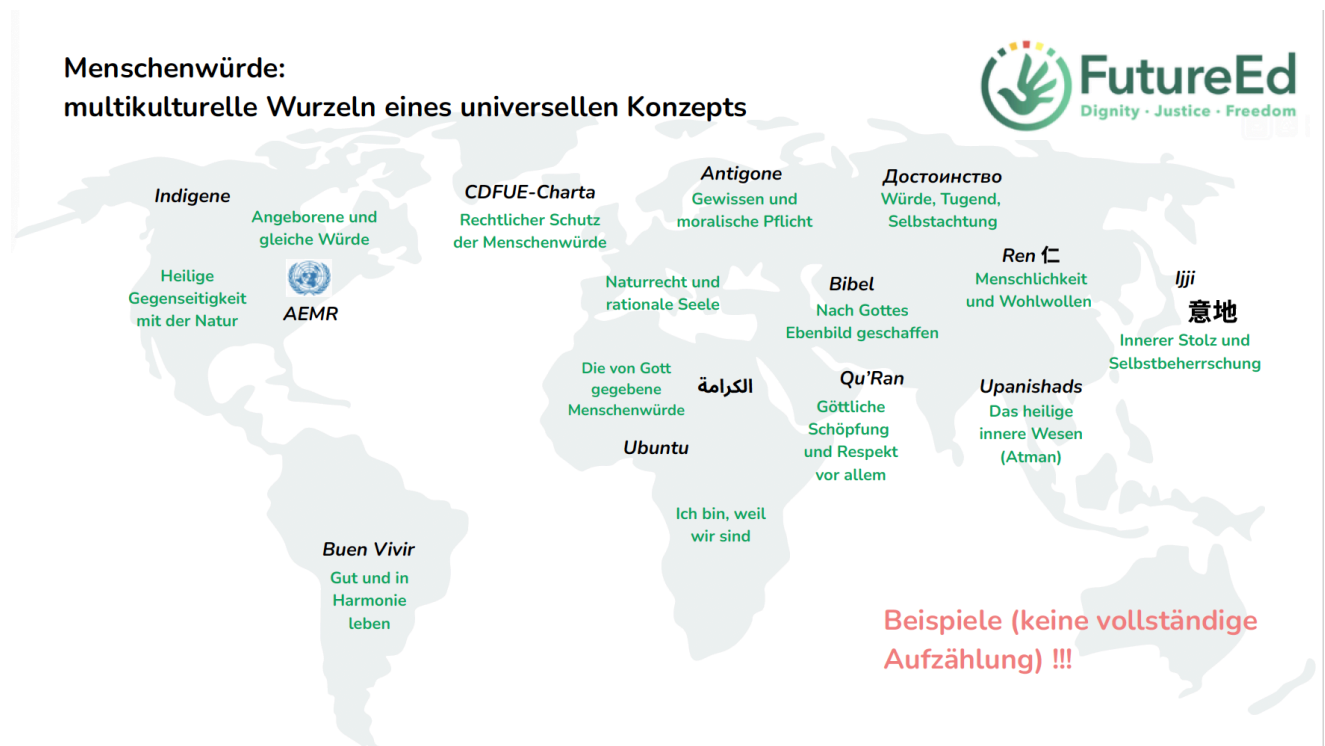 Menschenwürde:
multikulturelle Wurzeln eines universellen Konzepts
FutureEd
Dignity · Justice · Freedom
Indigene
Heilige
Gegenseitigkeit
mit der Natur
Angeborene und
gleiche Würde
AEMR
CDFUE-Charta
Rechtlicher Schutz
der Menschenwürde
Antigone
Gewissen und
moralische Pflicht
Достоинство
Würde, Tugend,
Selbstachtung
Naturrecht und
rationale Seele
Bibel
Nach Gottes
Ebenbild geschaffen
Ren 仁
Menschlichkeit
und Wohlwollen
Ijji
意地
Innerer Stolz und
Selbstbeherrschung
Die von Gott
gegebene
Menschenwürde
الكرامة
Qu’Ran
Göttliche
Schöpfung
und Respekt
vor allem
Upanishads
Das heilige
innere Wesen
(Atman)
Ubuntu
Ich bin, weil
wir sind
Buen Vivir
Gut und in
Harmonie
leben
Beispiele (keine vollständige
Aufzählung) !!!